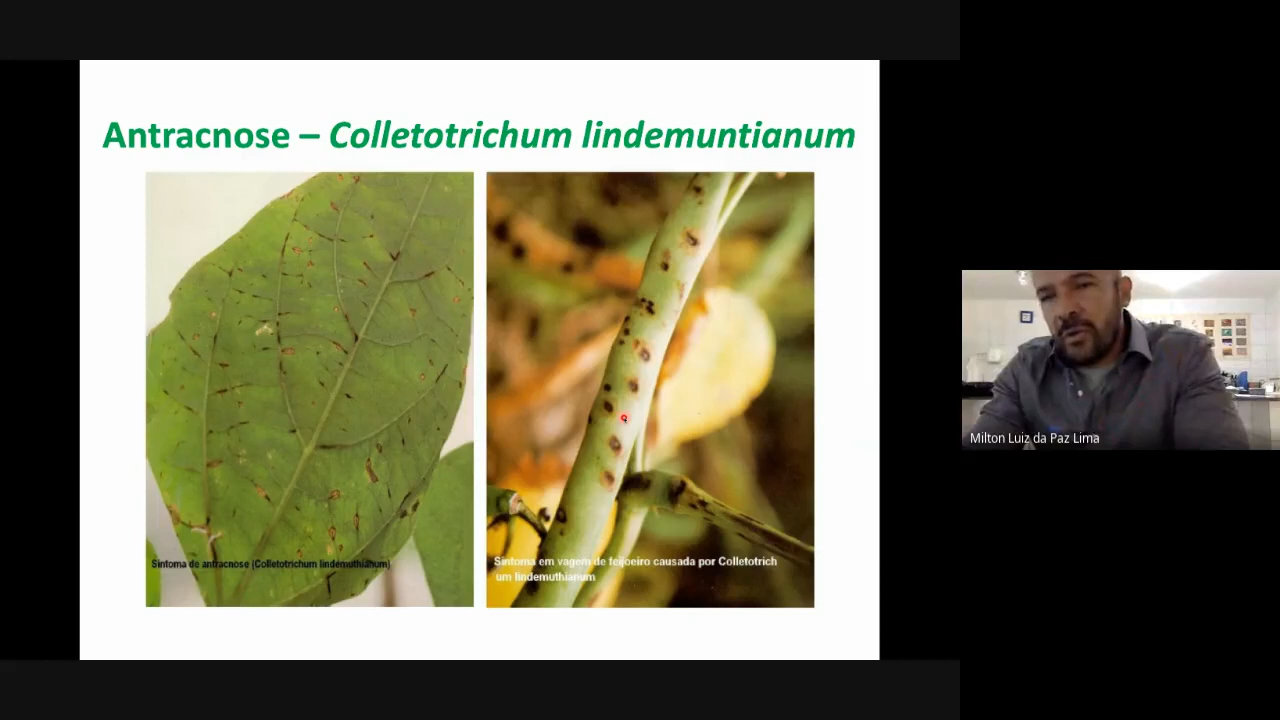 Antracnose – Colletotrichum lindemuntianum
Sintoma de antracnose (Colletotrichum lindemuthianum)
Sintoma em vagem de feijoeiro causada por Colletotrich
um lindemuthianum
Milton Luiz da Paz Lima